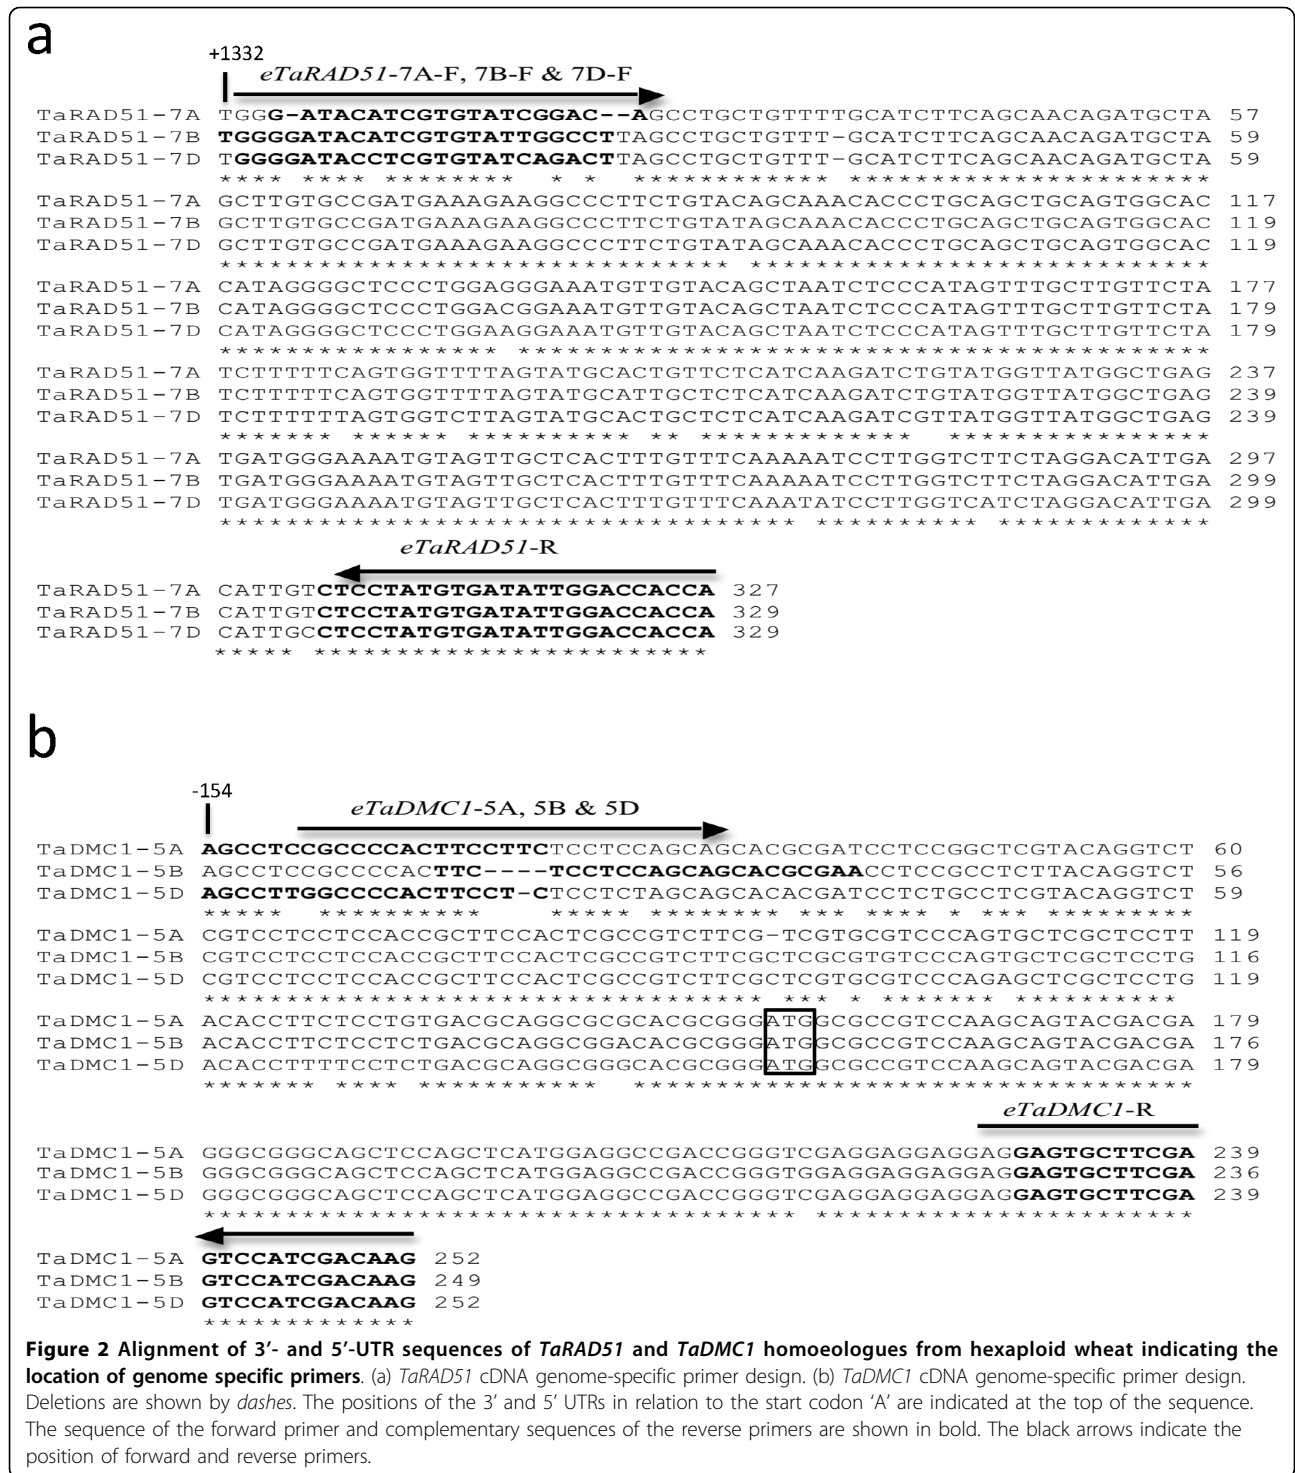 a
+1332
eTaRAD51-7A-F, 7B-F & 7D-F
TaRAD51-7A TGGG-ATACATCGTGTATCGGAC--AGCCTGCTGTTTTGCATCTTCAGCAACAGATGCTA 57
TaRAD51-7B TGGGGATACATCGTGTATTGGCCTTAGCCTGCTGTTT-GCATCTTCAGCAACAGATGCTA 59
TaRAD51-7D TGGGGATACCTCGTGTATCAGACTTAGCCTGCTGTTT-GCATCTTCAGCAACAGATGCTA 59
**** **** ********  * *  ************ **********************
TaRAD51-7A GCTTGTGCCGATGAAAGAAGGCCCTTCTGTACAGCAAACACCCTGCAGCTGCAGTGGCAC 117
TaRAD51-7B GCTTGTGCCGATGAAAGAAGGCCCTTCTGTATAGCAAACACCCTGCAGCTGCAGTGGCAC 119
TaRAD51-7D GCTTGTGCCGATGAAAGAAGGCCCTTCTGTATAGCAAACACCCTGCAGCTGCAGTGGCAC 119
******************************* ****************************
TaRAD51-7A CATAGGGGCTCCCTGGAGGGAAATGTTGTACAGCTAATCTCCCATAGTTTGCTTGTTCTA 177
TaRAD51-7B CATAGGGGCTCCCTGGACGGAAATGTTGTACAGCTAATCTCCCATAGTTTGCTTGTTCTA 179
TaRAD51-7D CATAGGGGCTCCCTGGAAGGAAATGTTGTACAGCTAATCTCCCATAGTTTGCTTGTTCTA 179
***************** ******************************************
TaRAD51-7A TCTTTTTCAGTGGTTTTAGTATGCACTGTTCTCATCAAGATCTGTATGGTTATGGCTGAG 237
TaRAD51-7B TCTTTTTCAGTGGTTTTAGTATGCATTGCTCTCATCAAGATCTGTATGGTTATGGCTGAG 239
TaRAD51-7D TCTTTTTTAGTGGTCTTAGTATGCACTGCTCTCATCAAGATCGTTATGGTTATGGCTGAG 239
******* ****** ********** ** *************  ****************
TaRAD51-7A TGATGGGAAAATGTAGTTGCTCACTTTGTTTCAAAAATCCTTGGTCTTCTAGGACATTGA 297
TaRAD51-7B TGATGGGAAAATGTAGTTGCTCACTTTGTTTCAAAAATCCTTGGTCTTCTAGGACATTGA 299
TaRAD51-7D TGATGGGAAAATGTAGTTGCTCACTTTGTTTCAAATATCCTTGGTCATCTAGGACATTGA 299
*********************************** ********** *************
eTaRAD51-R
TaRAD51-7A CATTGTCTCCTATGTGATATTGGACCACCA 327
TaRAD51-7B CATTGTCTCCTATGTGATATTGGACCACCA 329
TaRAD51-7D CATTGCCTCCTATGTGATATTGGACCACCA 329
***** ************************
b
-154
eTaDMC1-5A, 5B & 5D
TaDMC1-5A AGCCTCCGCCCCACTTCCTTCTCCTCCAGCAGCACGCGATCCTCCGGCTCGTACAGGTCT 60
TaDMC1-5B AGCCTCCGCCCCACTTC----TCCTCCAGCAGCACGCGAACCTCCGCCTCTTACAGGTCT 56
TaDMC1-5D AGCCTTGGCCCCACTTCCT-CTCCTCTAGCAGCACACGATCCTCCTGCCTCGTACAGGTCT 59
*****  **********    ***** ******** *** **** * *** *********
TaDMC1-5A CGTCCTCCTCCACCGCTTCCACTCGCCGTCTTCG-TCGTGCGTCCCAGTGCTCGCTCCTT 119
TaDMC1-5B CGTCCTCCTCCACCGCTTCCACTCGCCGTCTTCGCTCGCGTGTCCCAGTGCTCGCTCCTG 116
TaDMC1-5D CGTCCTCCTCCACCGCTTCCACTCGCCGTCTTCGCTCGTGCGTCCCAGAGCTCGCTCCTG 119
********************************** *** * ******* **********
TaDMC1-5A ACACCTTCTCCTGTGACGCAGGCGCGCACGCGGGATGGCGCCGTCCAAGCAGTACGACGA 179
TaDMC1-5B ACACCTTCTCCTCTGACGCAGGCGGACACGCGGGATGGCGCCGTCCAAGCAGTACGACGA 176
TaDMC1-5D ACACCTTTTCCTCTGACGCAGGCGGGCACGCGGGATGGCGCCGTCCAAGCAGTACGACGA 179
******* **** ***********  **********************************
eTaDMC1-R
TaDMC1-5A GGGCGGGCAGCTCCAGCTCATGGAGGCCGACCGGGTCGAGGAGGAGGAGGAGTGCTTCGA 239
TaDMC1-5B GGGCGGGCAGCTCCAGCTCATGGAGGCCGACCGGGTGGAGGAGGAGGAGGAGTGCTTCGA 236
TaDMC1-5D GGGCGGGCAGCTCCAGCTCATGGAGGCCGACCGGGTCGAGGAGGAGGAGGAGTGCTTCGA 239
************************************ ***********************
TaDMC1-5A GTCCATCGACAAG 252
TaDMC1-5B GTCCATCGACAAG 249
TaDMC1-5D GTCCATCGACAAG 252
*************
Figure 2 Alignment of 3'- and 5'-UTR sequences of TaRAD51 and TaDMC1 homoeologues from hexaploid wheat indicating the
location of genome specific primers. (a) TaRAD51 cDNA genome-specific primer design. (b) TaDMC1 cDNA genome-specific primer design.
Deletions are shown by dashes. The positions of the 3' and 5' UTRs in relation to the start codon 'A' are indicated at the top of the sequence.
The sequence of the forward primer and complementary sequences of the reverse primers are shown in bold. The black arrows indicate the
position of forward and reverse primers.